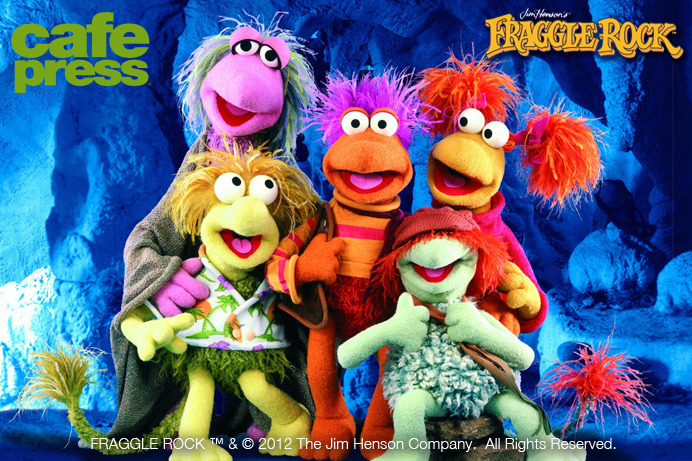 cafe
press
Jim Henson's
FRAGGLE ROCK
FRAGGLE ROCK ™ & © 2012 The Jim Henson Company. All Rights Reserved.